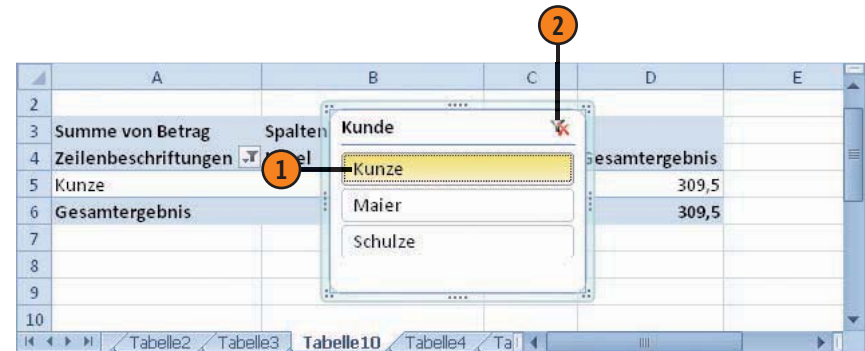 2
A B C D E
2
3 Summe von Betrag Spalten
4 Zeilenbeschriftungen Gesamtergebnis
5 Kunze 309,5
6 Gesamtergebnis 309,5
7
8
9
10
Kunde
1
Kunze
Maier
Schulze
Tabelle2 Tabelle3 Tabelle10 Tabelle4 Ta